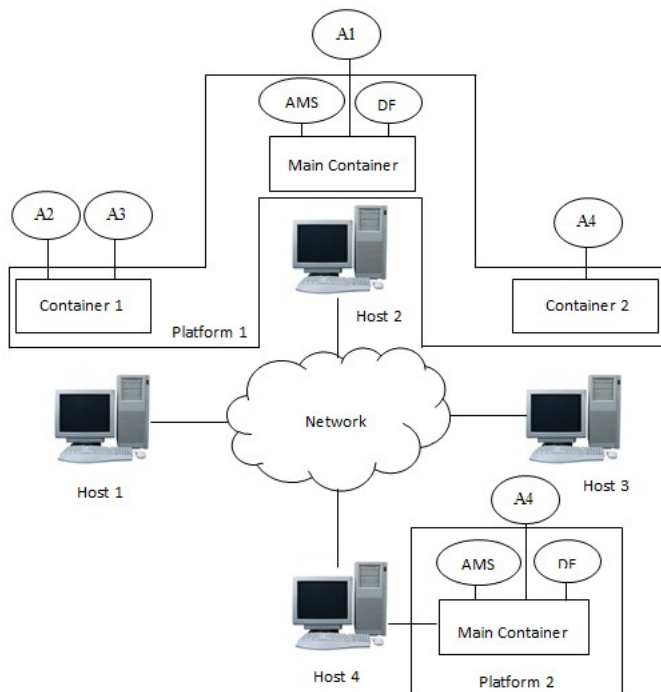 A1
AMS
DF
Main Container
A2
A3
A4
Container 1
Container 2
Platform 1
Host 2
Network
Host 1
Host 3
A4
AMS
DF
Main Container
Host 4
Platform 2